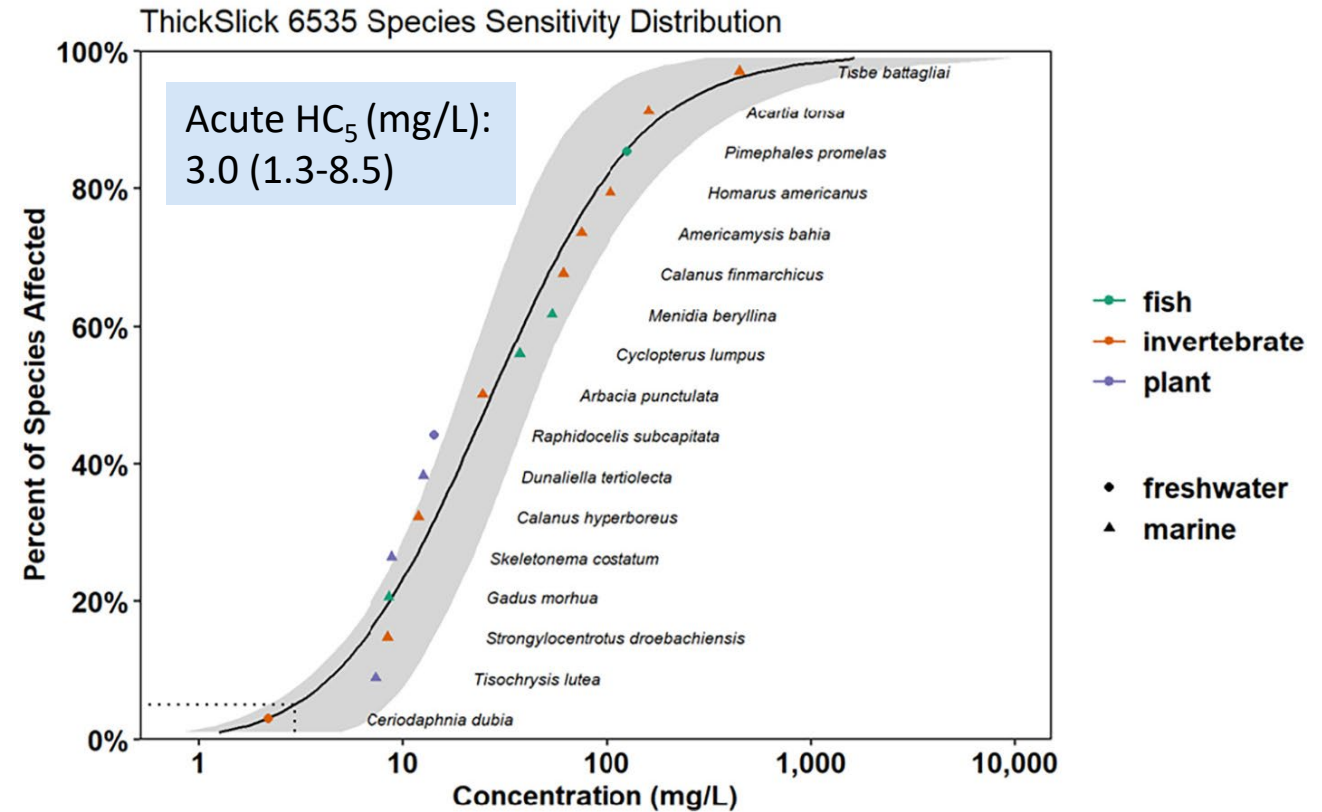 ThickSlick 6535 Species Sensitivity Distribution
100%
80%
60%
40%
20%
0%
Percent of Species Affected
Acute HC₅ (mg/L):
3.0 (1.3-8.5)
Tisbe battagliai
Acartia tonsa
Pimephales promelas
Homarus americanus
Americamysis bahia
Calanus finmarchicus
Menidia beryllina
Cyclopterus lumpus
Arbacia punctulata
Raphidocelis subcapitata
Dunaliella tertiolecta
Calanus hyperboreus
Skeletonema costatum
Gadus morhua
Strongylocentrotus droebachiensis
Tisochrysis lutea
Ceriodaphnia dubia
1 10 100 1,000 10,000
Concentration (mg/L)
fish
invertebrate
plant
freshwater
marine